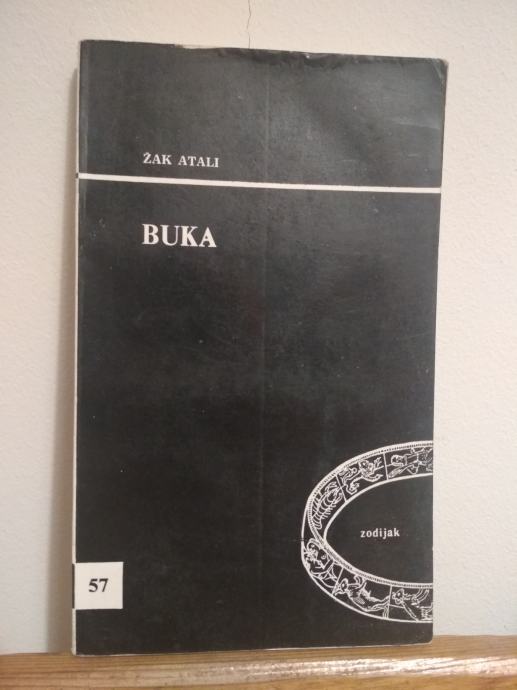 ŽAK ATALI
BUKA
zodijak
57